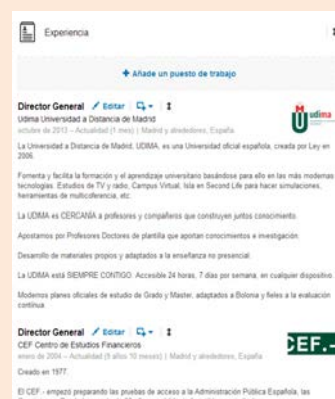 Experiencia
+ Añade un puesto de trabajo
Director General Editar
udima
Udima Universidad a Distancia de Madrid
octubre de 2013 – Actualidad (1 mes) | Madrid y alrededores, España
La Universidad a Distancia de Madrid, UDIMA, es una Universidad oficial española, creada por Ley en
2006.
Fomenta y facilita la formación y el aprendizaje universitario basándose para ello en las más modernas
tecnologías. Estudios de TV y radio, Campus Virtual, Isla en Second Life para hacer simulaciones,
herramientas de multiconferencia, etc.
La UDIMA es CERCANÍA a profesores y compañeros que construyen juntos conocimiento.
Apostamos por Profesores Doctores de plantilla que aportan conocimientos e investigación.
Desarrollo de materiales propios y adaptados a la enseñanza no presencial.
La UDIMA está SIEMPRE CONTIGO. Accesible 24 horas, 7 días por semana, en cualquier dispositivo.
Modernos planes oficiales de estudio de Grado y Master, adaptados a Bolonia y fieles a la evaluación
continua.
Director General Editar
CEF.-
CEF Centro de Estudios Financieros
enero de 2004 – Actualidad (9 años 10 meses) | Madrid y alrededores, España
Creado en 1977.
El CEF.- empezó preparando las pruebas de acceso a la Administración Pública Española, las